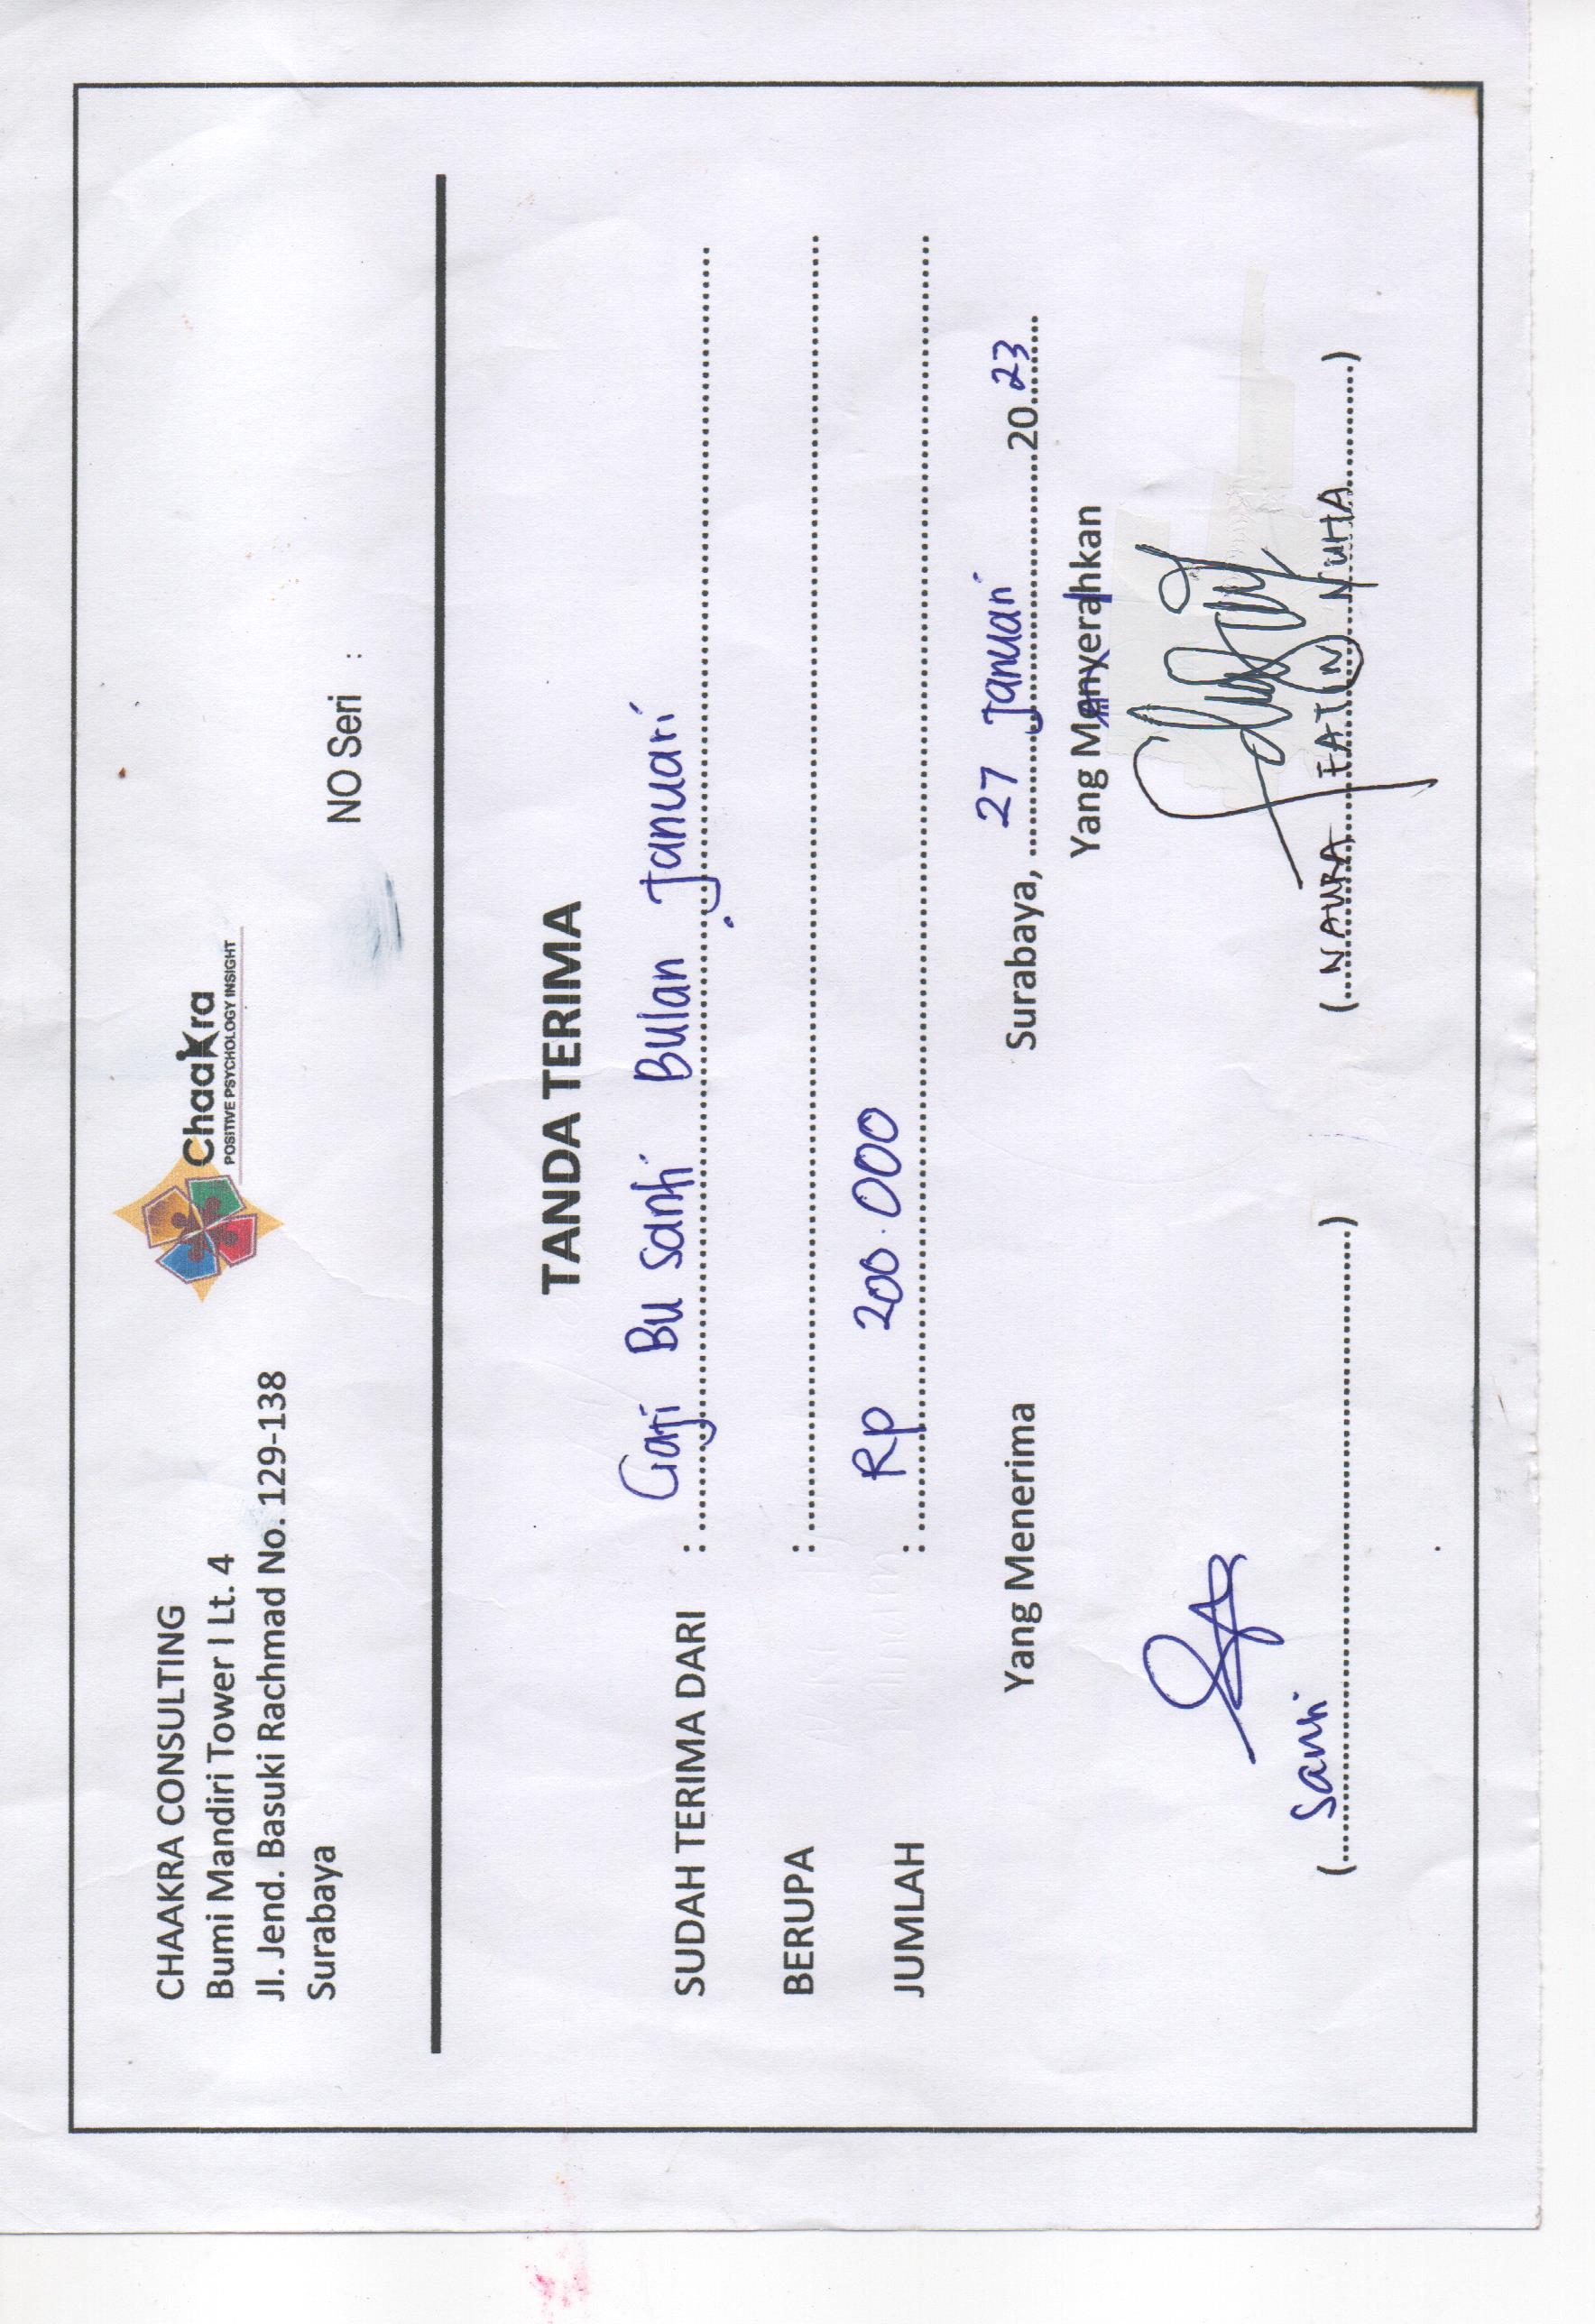 CHAAKRA CONSULTING
Bumi Mandiri Tower I Lt. 4
Jl. Jend. Basuki Rachmad No. 129-138
Surabaya
Chaakra
POSITIVE PSYCHOLOGY INSIGHT
NO Seri :
TANDA TERIMA
SUDAH TERIMA DARI : Gaji Bu Santi Bulan Januari
BERUPA :
JUMLAH : Rp 200.000
Yang Menerima
Surabaya, 27 Januari 2023
Yang Menyerahkan
(Santi)
(NAURA FATIN NUHA)